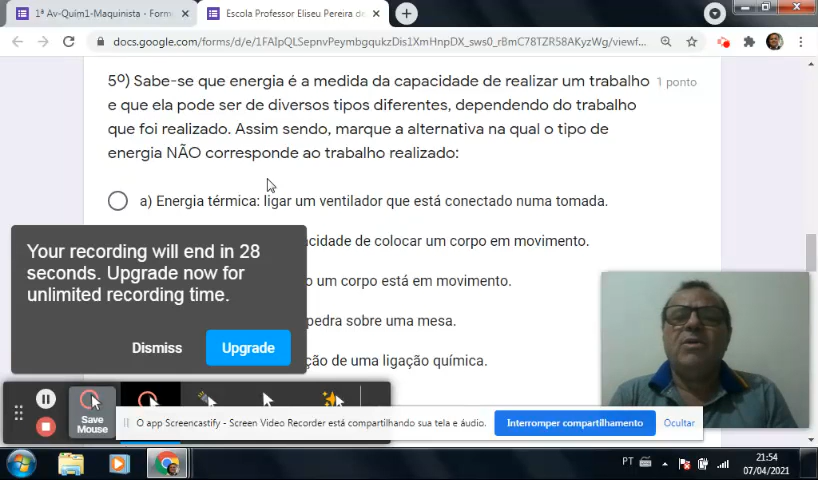 1ª Av-Quím1-Maquinista - Form
Escola Professor Eliseu Pereira de
docs.google.com/forms/d/e/1FAIpQLSepnvPeymbgqukzDis1XmHnpDX_sws0_rBmC78TZR58AKyzWg/viewf...
5º) Sabe-se que energia é a medida da capacidade de realizar um trabalho 1 ponto
e que ela pode ser de diversos tipos diferentes, dependendo do trabalho
que foi realizado. Assim sendo, marque a alternativa na qual o tipo de
energia NÃO corresponde ao trabalho realizado:
a) Energia térmica: ligar um ventilador que está conectado numa tomada.
acidade de colocar um corpo em movimento.
o um corpo está em movimento.
pedra sobre uma mesa.
ção de uma ligação química.
Your recording will end in 28
seconds. Upgrade now for
unlimited recording time.
Dismiss Upgrade
Save
Mouse
O app Screencastify - Screen Video Recorder está compartilhando sua tela e áudio. Interromper compartilhamento Ocultar
PT
21:54
07/04/2021